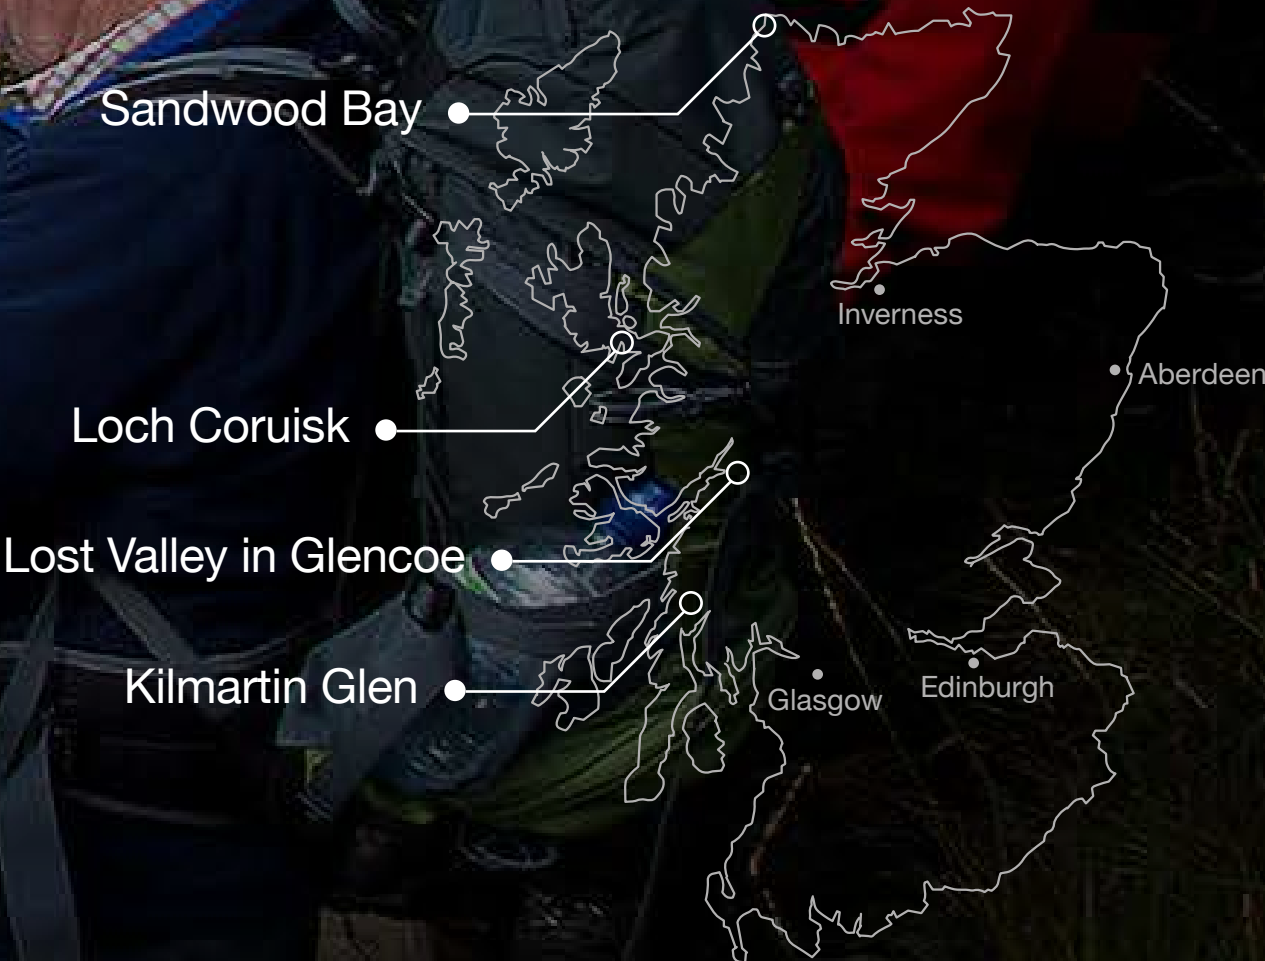 Sandwood Bay
Inverness
Aberdeen
Loch Coruisk
Lost Valley in Glencoe
Kilmartin Glen
Glasgow
Edinburgh